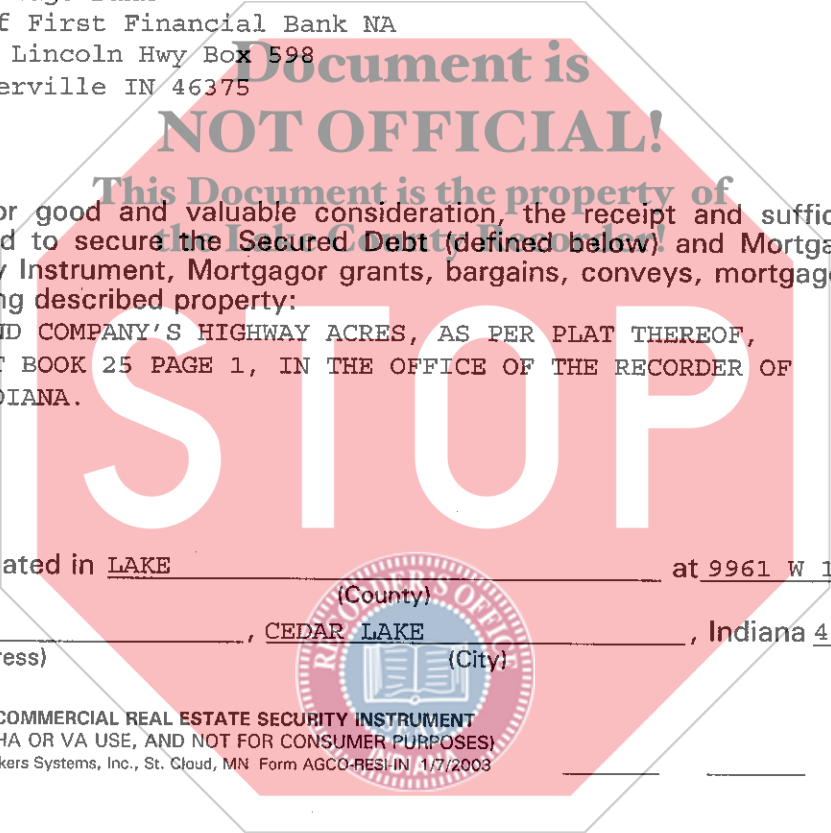 f First Financial Bank NA
Lincoln Hwy Box 598
erville IN 46375
Document is
NOT OFFICIAL!
This Document is the property of
the Lake County Recorder!
or good and valuable consideration, the receipt and suffic
d to secure the Secured Debt (defined below) and Mortga
y Instrument, Mortgagor grants, bargains, conveys, mortgage
ng described property:
ND COMPANY'S HIGHWAY ACRES, AS PER PLAT THEREOF,
T BOOK 25 PAGE 1, IN THE OFFICE OF THE RECORDER OF
DIANA.
STOP
ated in LAKE at 9961 W 1
(County)
, CEDAR LAKE , Indiana 4
ress) (City)
RECORDER'S OFFICE
COMMERCIAL REAL ESTATE SECURITY INSTRUMENT
HA OR VA USE, AND NOT FOR CONSUMER PURPOSES)
kers Systems, Inc., St. Cloud, MN Form AGCO-RESI-IN 1/7/2003
INDIANA